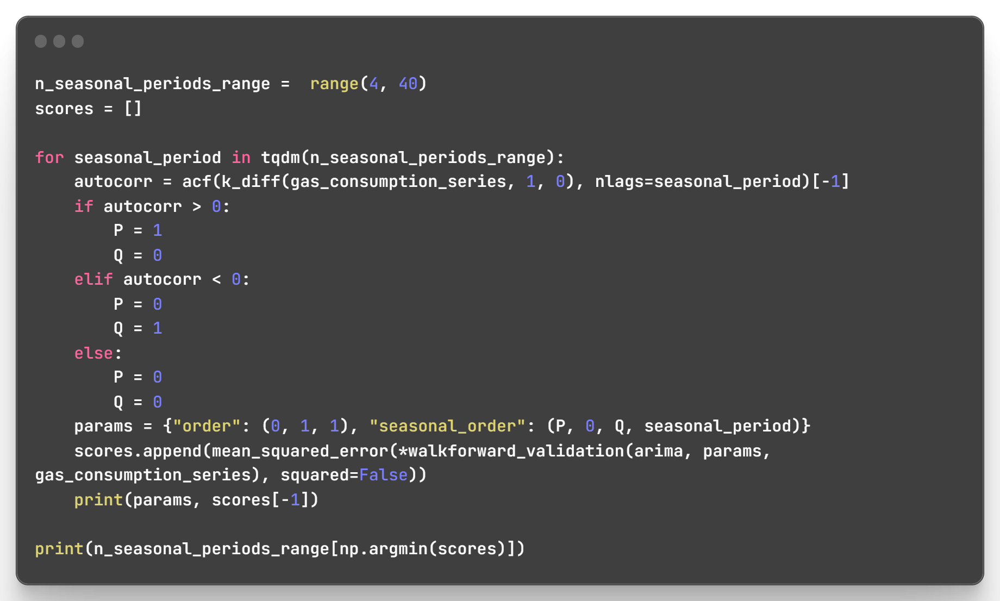 n_seasonal_periods_range =  range(4, 40)
scores = []

for seasonal_period in tqdm(n_seasonal_periods_range):
    autocorr = acf(k_diff(gas_consumption_series, 1, 0), nlags=seasonal_period)[-1]
    if autocorr > 0:
        P = 1
        Q = 0
    elif autocorr < 0:
        P = 0
        Q = 1
    else:
        P = 0
        Q = 0
    params = {"order": (0, 1, 1), "seasonal_order": (P, 0, Q, seasonal_period)}
    scores.append(mean_squared_error(*walkforward_validation(arima, params,
gas_consumption_series), squared=False))
    print(params, scores[-1])

print(n_seasonal_periods_range[np.argmin(scores)])